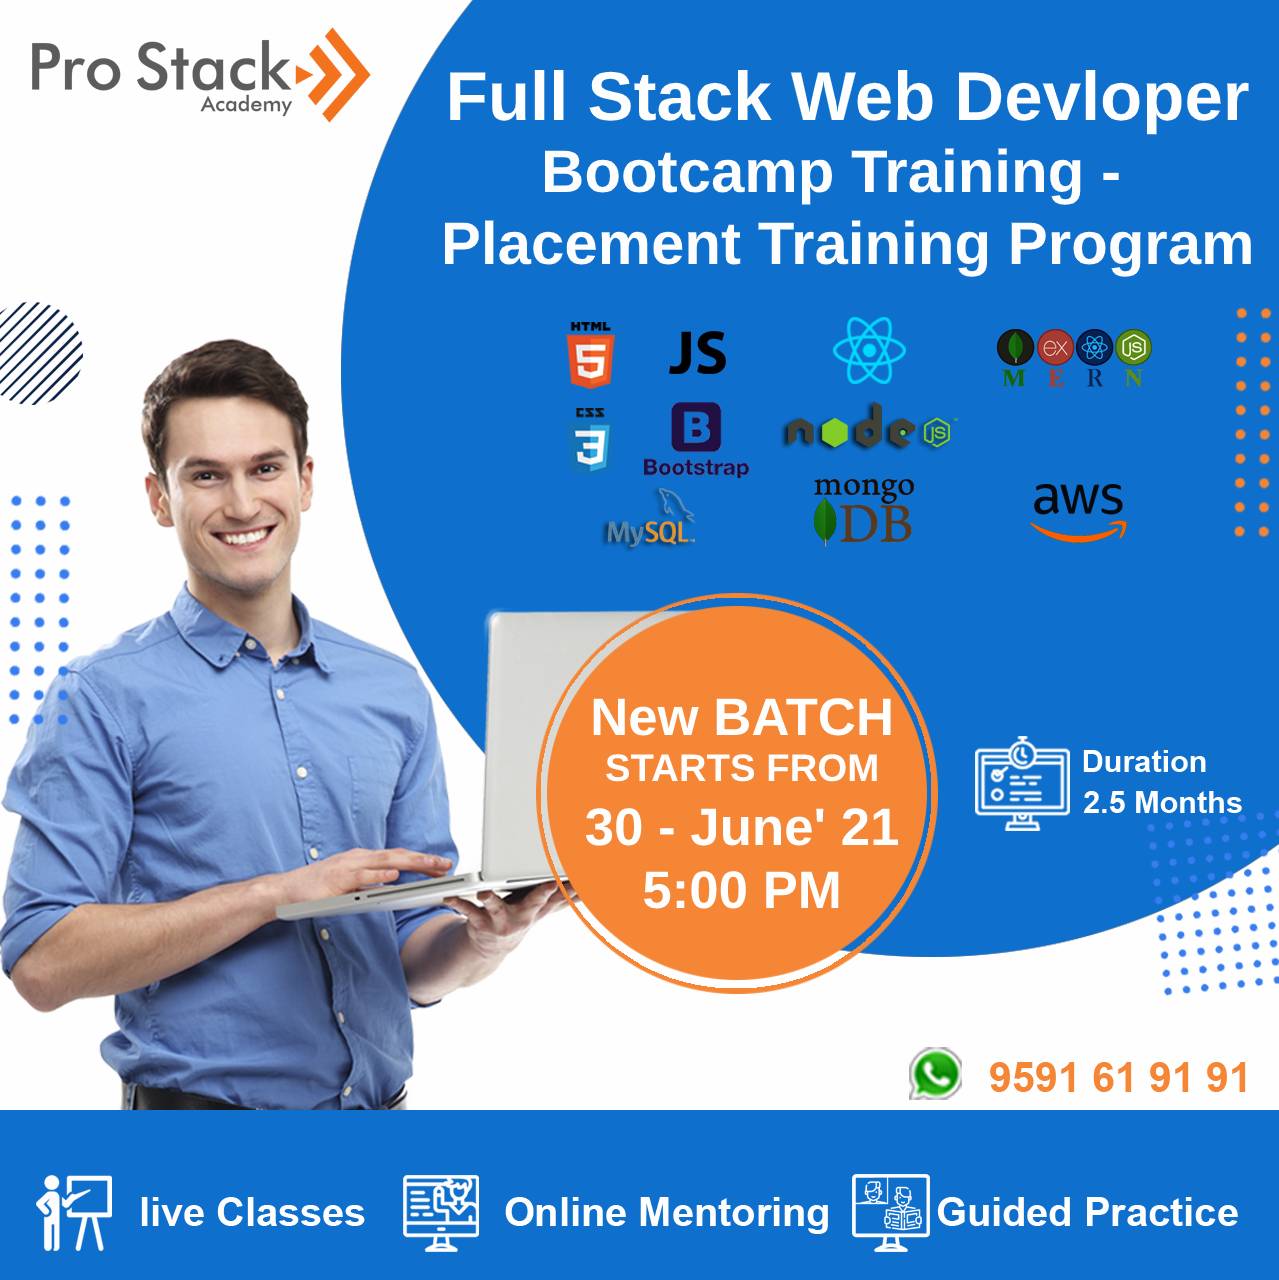 Pro Stack
Academy
Full Stack Web Devloper
Bootcamp Training -
Placement Training Program
HTML
5
JS
EX
JS
M E R N
CSS
3
B
Bootstrap
node
JS
MySQL
mongo
DB
aws
New BATCH
STARTS FROM
30 - June' 21
5:00 PM
Duration
2.5 Months
9591 61 91 91
live Classes
Online Mentoring
Guided Practice